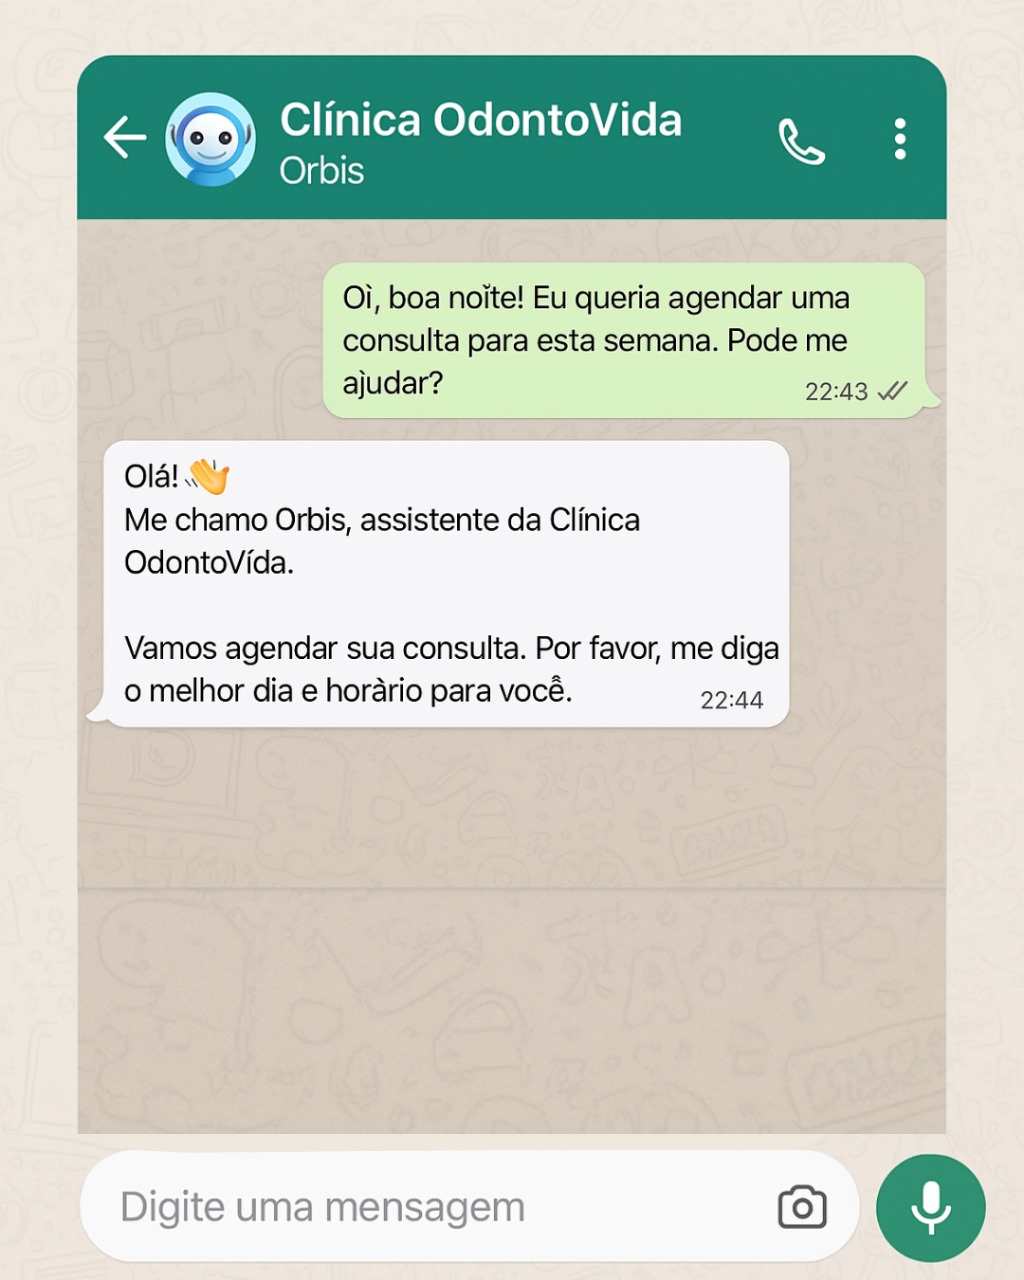 Clínica OdontoVida
Orbis
Oì, boa noǐte! Eu queria agendar uma
consulta para esta semana. Pode me
ajudar?
22:43
Olá! 👋
Me chamo Orbis, assistente da Clínica
OdontoVída.
Vamos agendar sua consulta. Por favor, me diga
o melhor dia e horàrio para você̂.
22:44
Digite uma mensagem